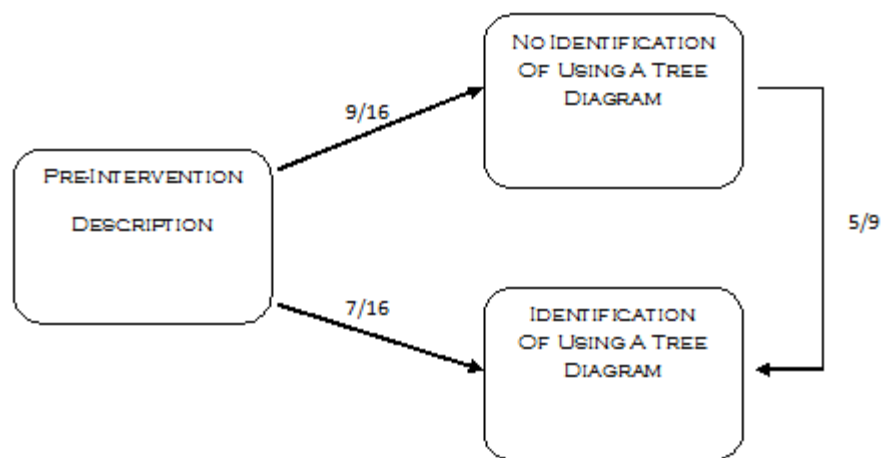 Pre-Intervention
Description
9/16
7/16
No Identification
Of Using A Tree
Diagram
5/9
Identification
Of Using A Tree
Diagram